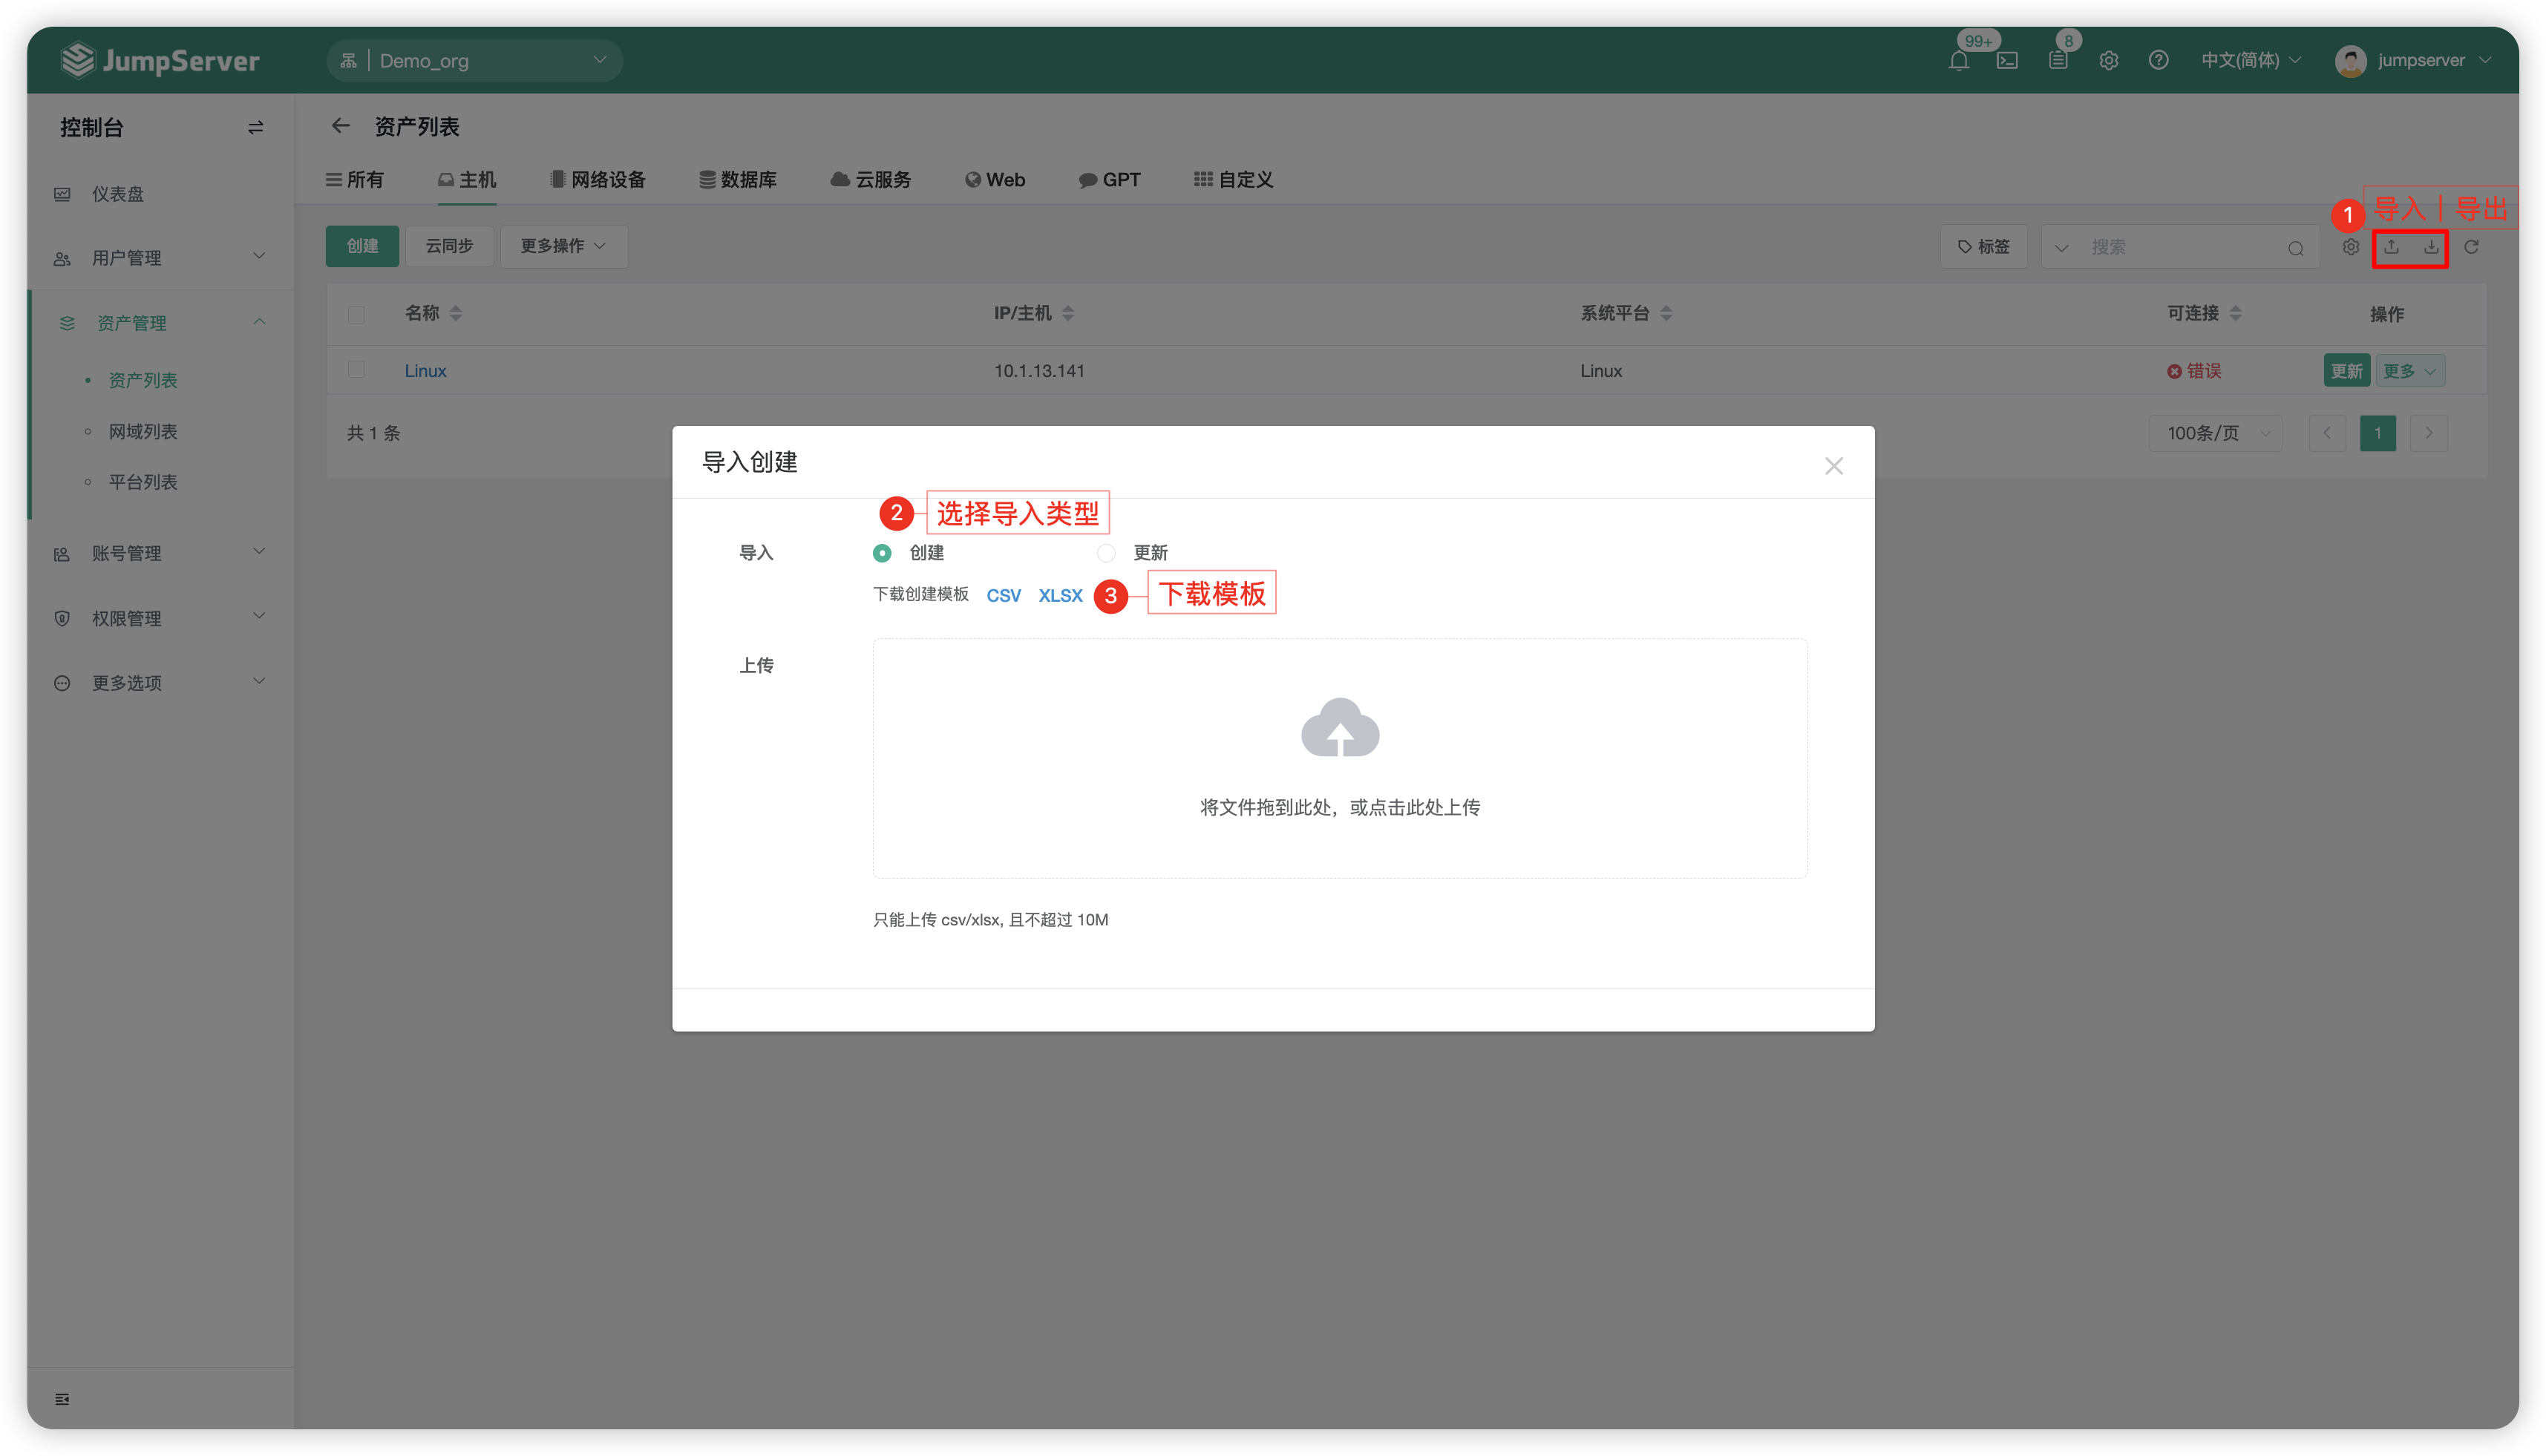 JumpServer
Demo_org
99+
8
中文(简体)
jumpserver
控制台
仪表盘
用户管理
资产管理
资产列表
网域列表
平台列表
账号管理
权限管理
更多选项
资产列表
所有 主机 网络设备 数据库 云服务 Web GPT 自定义
1 导入 | 导出
创建 云同步 更多操作 标签 搜索
名称 IP/主机 系统平台 可连接 操作
Linux 10.1.13.141 Linux 错误 更新 更多
共 1 条 100条/页 1
导入创建
2 选择导入类型
导入 创建 更新
下载创建模板 CSV XLSX 3 下载模板
上传
将文件拖到此处，或点击此处上传
只能上传 csv/xlsx, 且不超过 10M